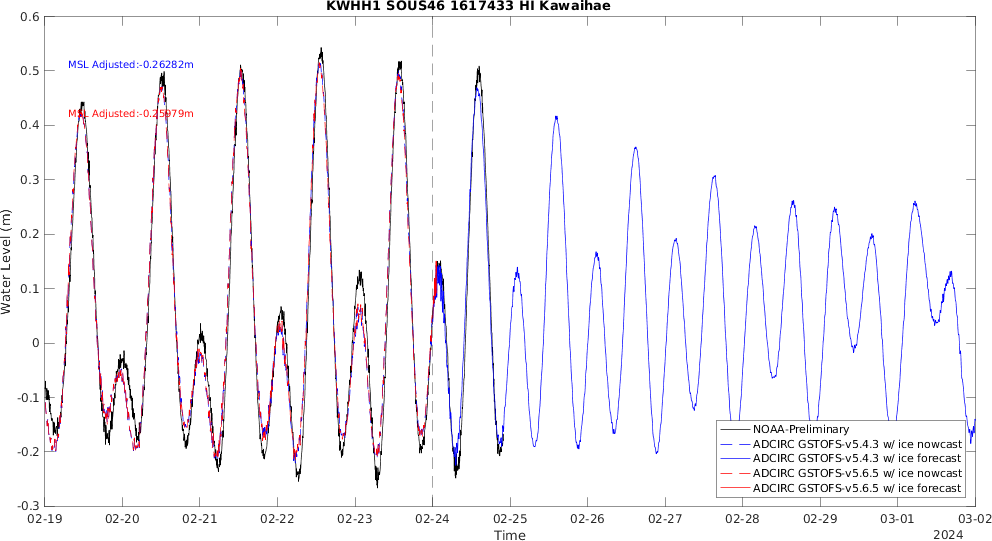 KWHH1 SOUS46 1617433 HI Kawaihae
0.6
0.5
0.4
0.3
0.2
0.1
0
-0.1
-0.2
-0.3
Water Level (m)
MSL Adjusted:-0.26282m
MSL Adjusted:-0.25979m
NOAA-Preliminary
ADCIRC GSTOFS-v5.4.3 w/ ice nowcast
ADCIRC GSTOFS-v5.4.3 w/ ice forecast
ADCIRC GSTOFS-v5.6.5 w/ ice nowcast
ADCIRC GSTOFS-v5.6.5 w/ ice forecast
02-19 02-20 02-21 02-22 02-23 02-24 02-25 02-26 02-27 02-28 02-29 03-01 03-02
Time
2024